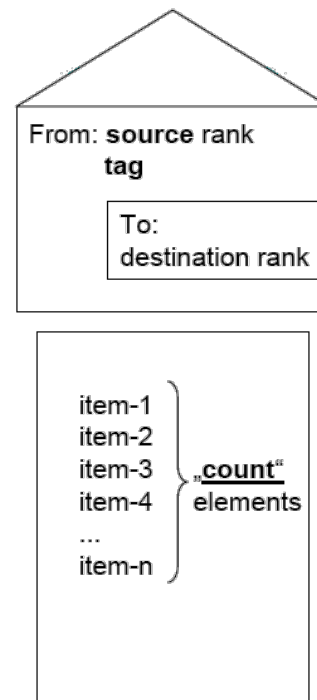 From: source rank
tag
To:
destination rank
item-1
item-2
item-3
item-4
...
item-n
„count“
elements